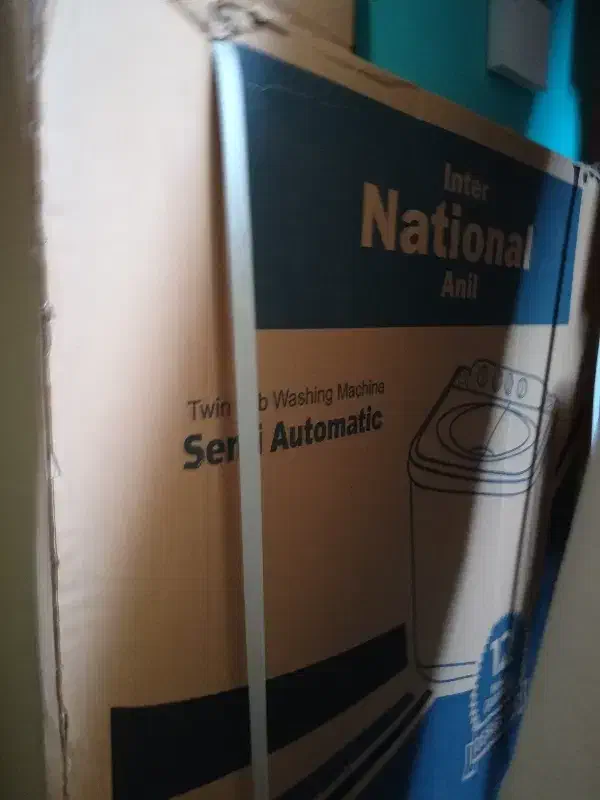 Inter
National
Anil
Twin Washing Machine
Automatic